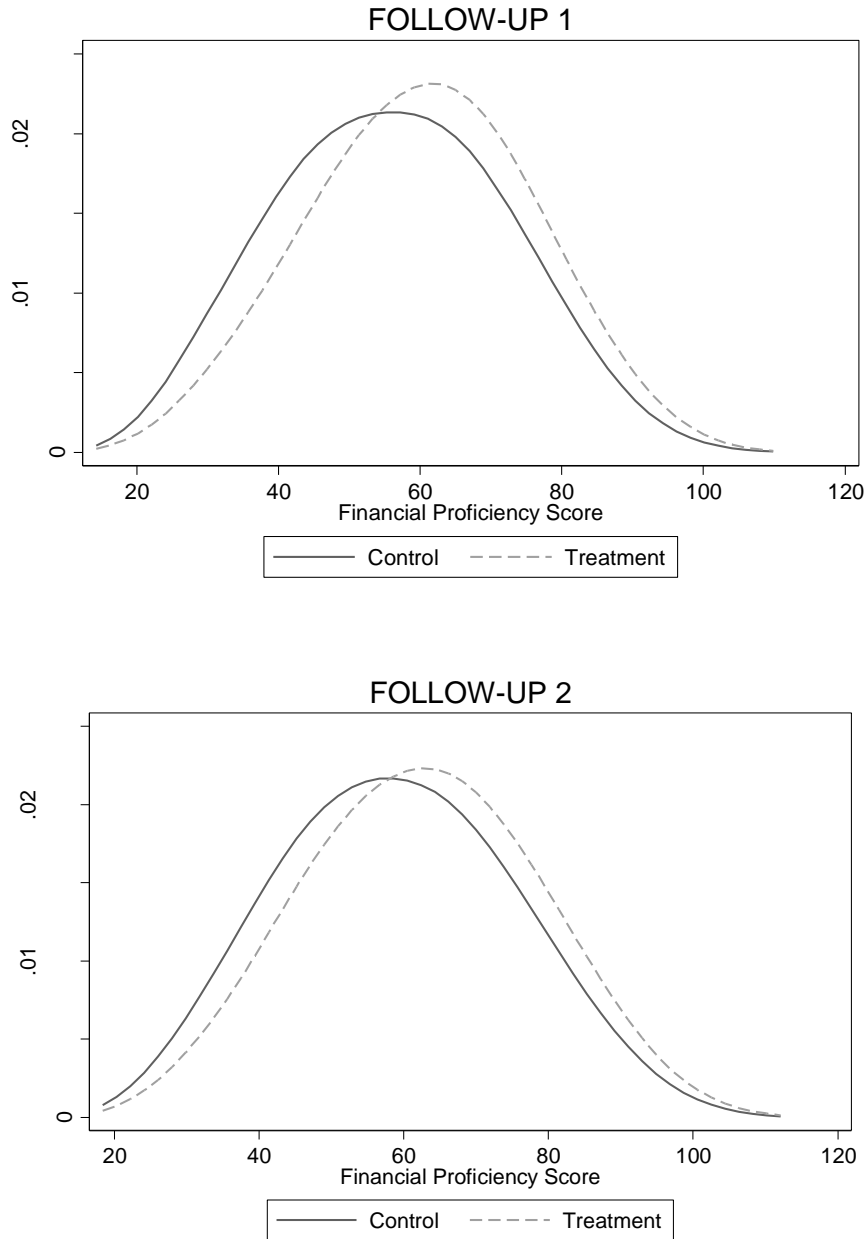 FOLLOW-UP 1
.02
.01
0
20 40 60 80 100 120
Financial Proficiency Score
Control Treatment
FOLLOW-UP 2
.02
.01
0
20 40 60 80 100 120
Financial Proficiency Score
Control Treatment